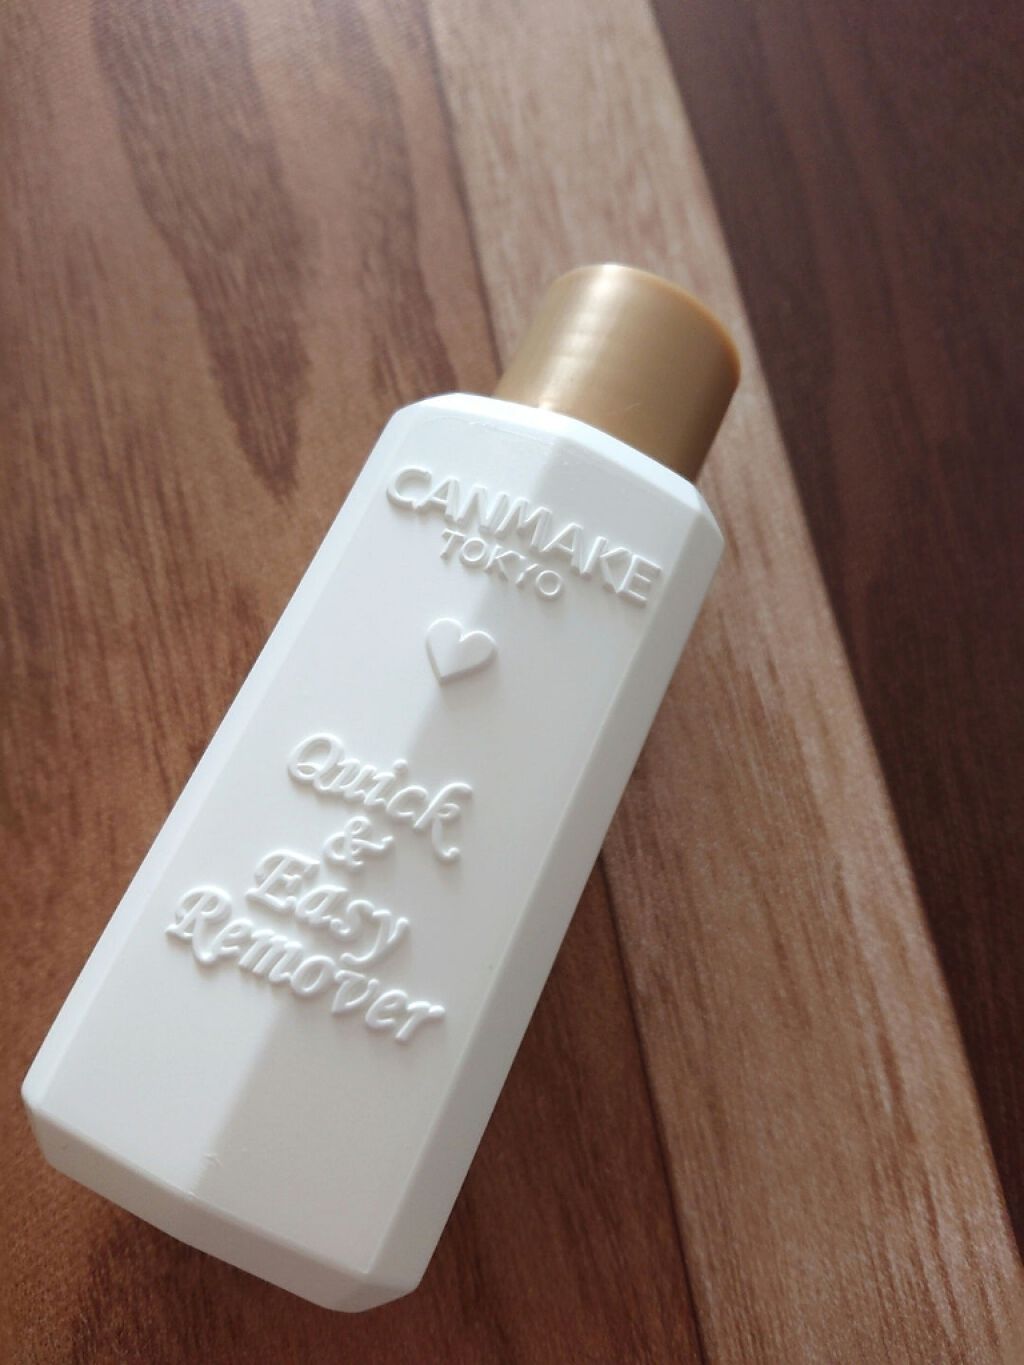 CANMAKE
TOKYO
Quick
&
Easy
Remover